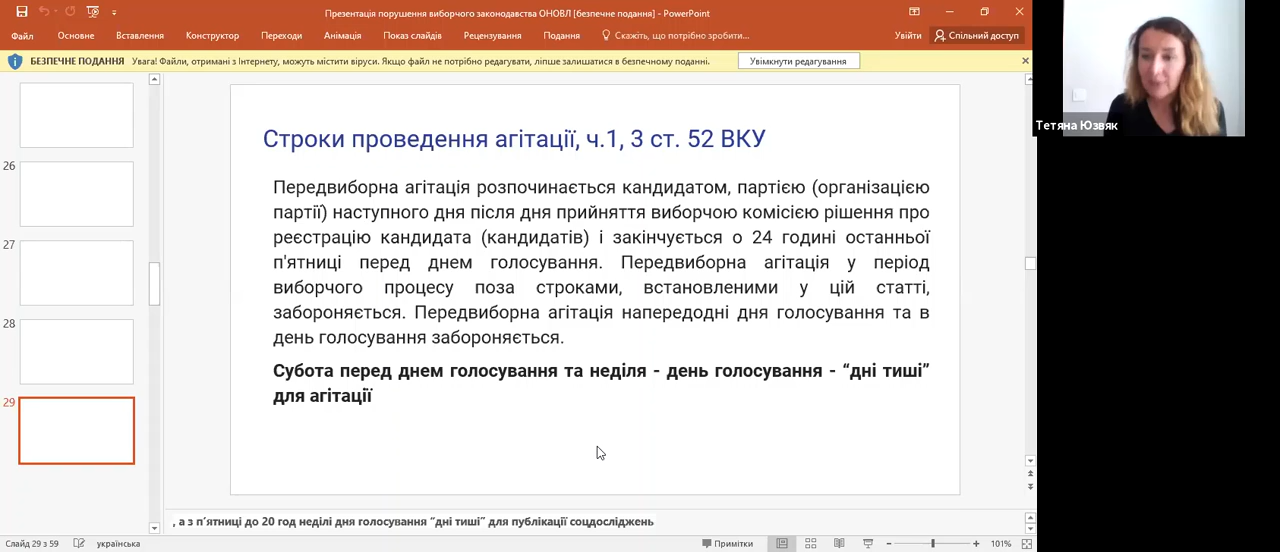 Презентація порушення виборчого законодавства ОНОВЛ [безпечне подання] - PowerPoint
Файл Основне Вставлення Конструктор Переходи Анімація Показ слайдів Рецензування Подання Скажіть, що потрібно зробити... Увійти Спільний доступ
БЕЗПЕЧНЕ ПОДАННЯ Увага! Файли, отримані з Інтернету, можуть містити віруси. Якщо файл не потрібно редагувати, ліпше залишатися в безпечному поданні. Увімкнути редагування
Тетяна Юзвяк
26
27
28
29
Строки проведення агітації, ч.1, 3 ст. 52 ВКУ
Передвиборна агітація розпочинається кандидатом, партією (організацією
партії) наступного дня після дня прийняття виборчою комісією рішення про
реєстрацію кандидата (кандидатів) і закінчується о 24 годині останньої
п'ятниці перед днем голосування. Передвиборна агітація у період
виборчого процесу поза строками, встановленими у цій статті,
забороняється. Передвиборна агітація напередодні дня голосування та в
день голосування забороняється.
Субота перед днем голосування та неділя - день голосування - “дні тиші”
для агітації
, а з п’ятниці до 20 год неділі дня голосування “дні тиші” для публікації соцдосліджень
Слайд 29 з 59 українська Примітки 101%